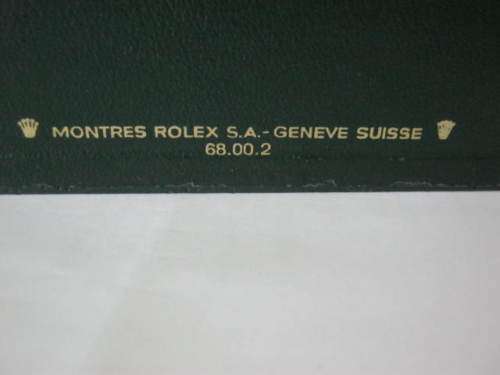 MONTRES ROLEX S.A.-GENEVE SUISSE
68.00.2